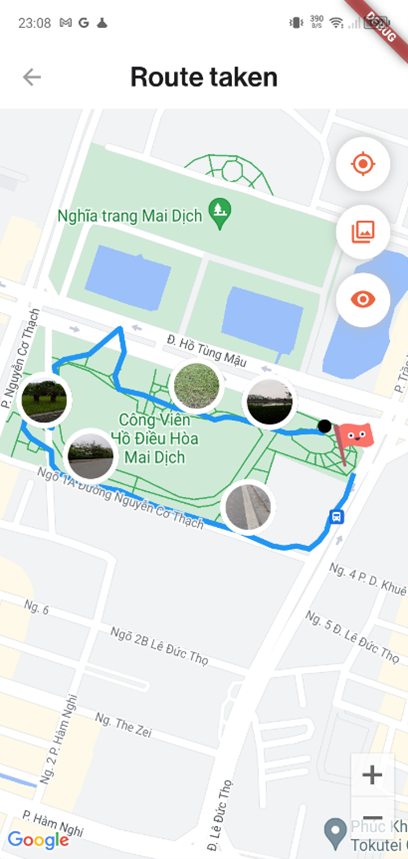 23:08
390
B/S
DEBUG
Route taken
Nghĩa trang Mai Dịch
P. Nguyễn Cơ Thạch
Đ. Hồ Tùng Mậu
P. Trần
Công Viên
Hồ Điều Hòa
Mai Dịch
Ngõ 1A Đường Nguyễn Cơ Thạch
Ng. 4 P. D. Khuê
Ng. 6
Ngõ 2B Lê Đức Thọ
Ng. 5 Đ. Lê Đức Thọ
Ng. 2 P. Hàm Nghi
Ng. The Zei
Đ. Lê Đức Thọ
P. Hàm Nghi
Phúc Kh
Tokutei
Google